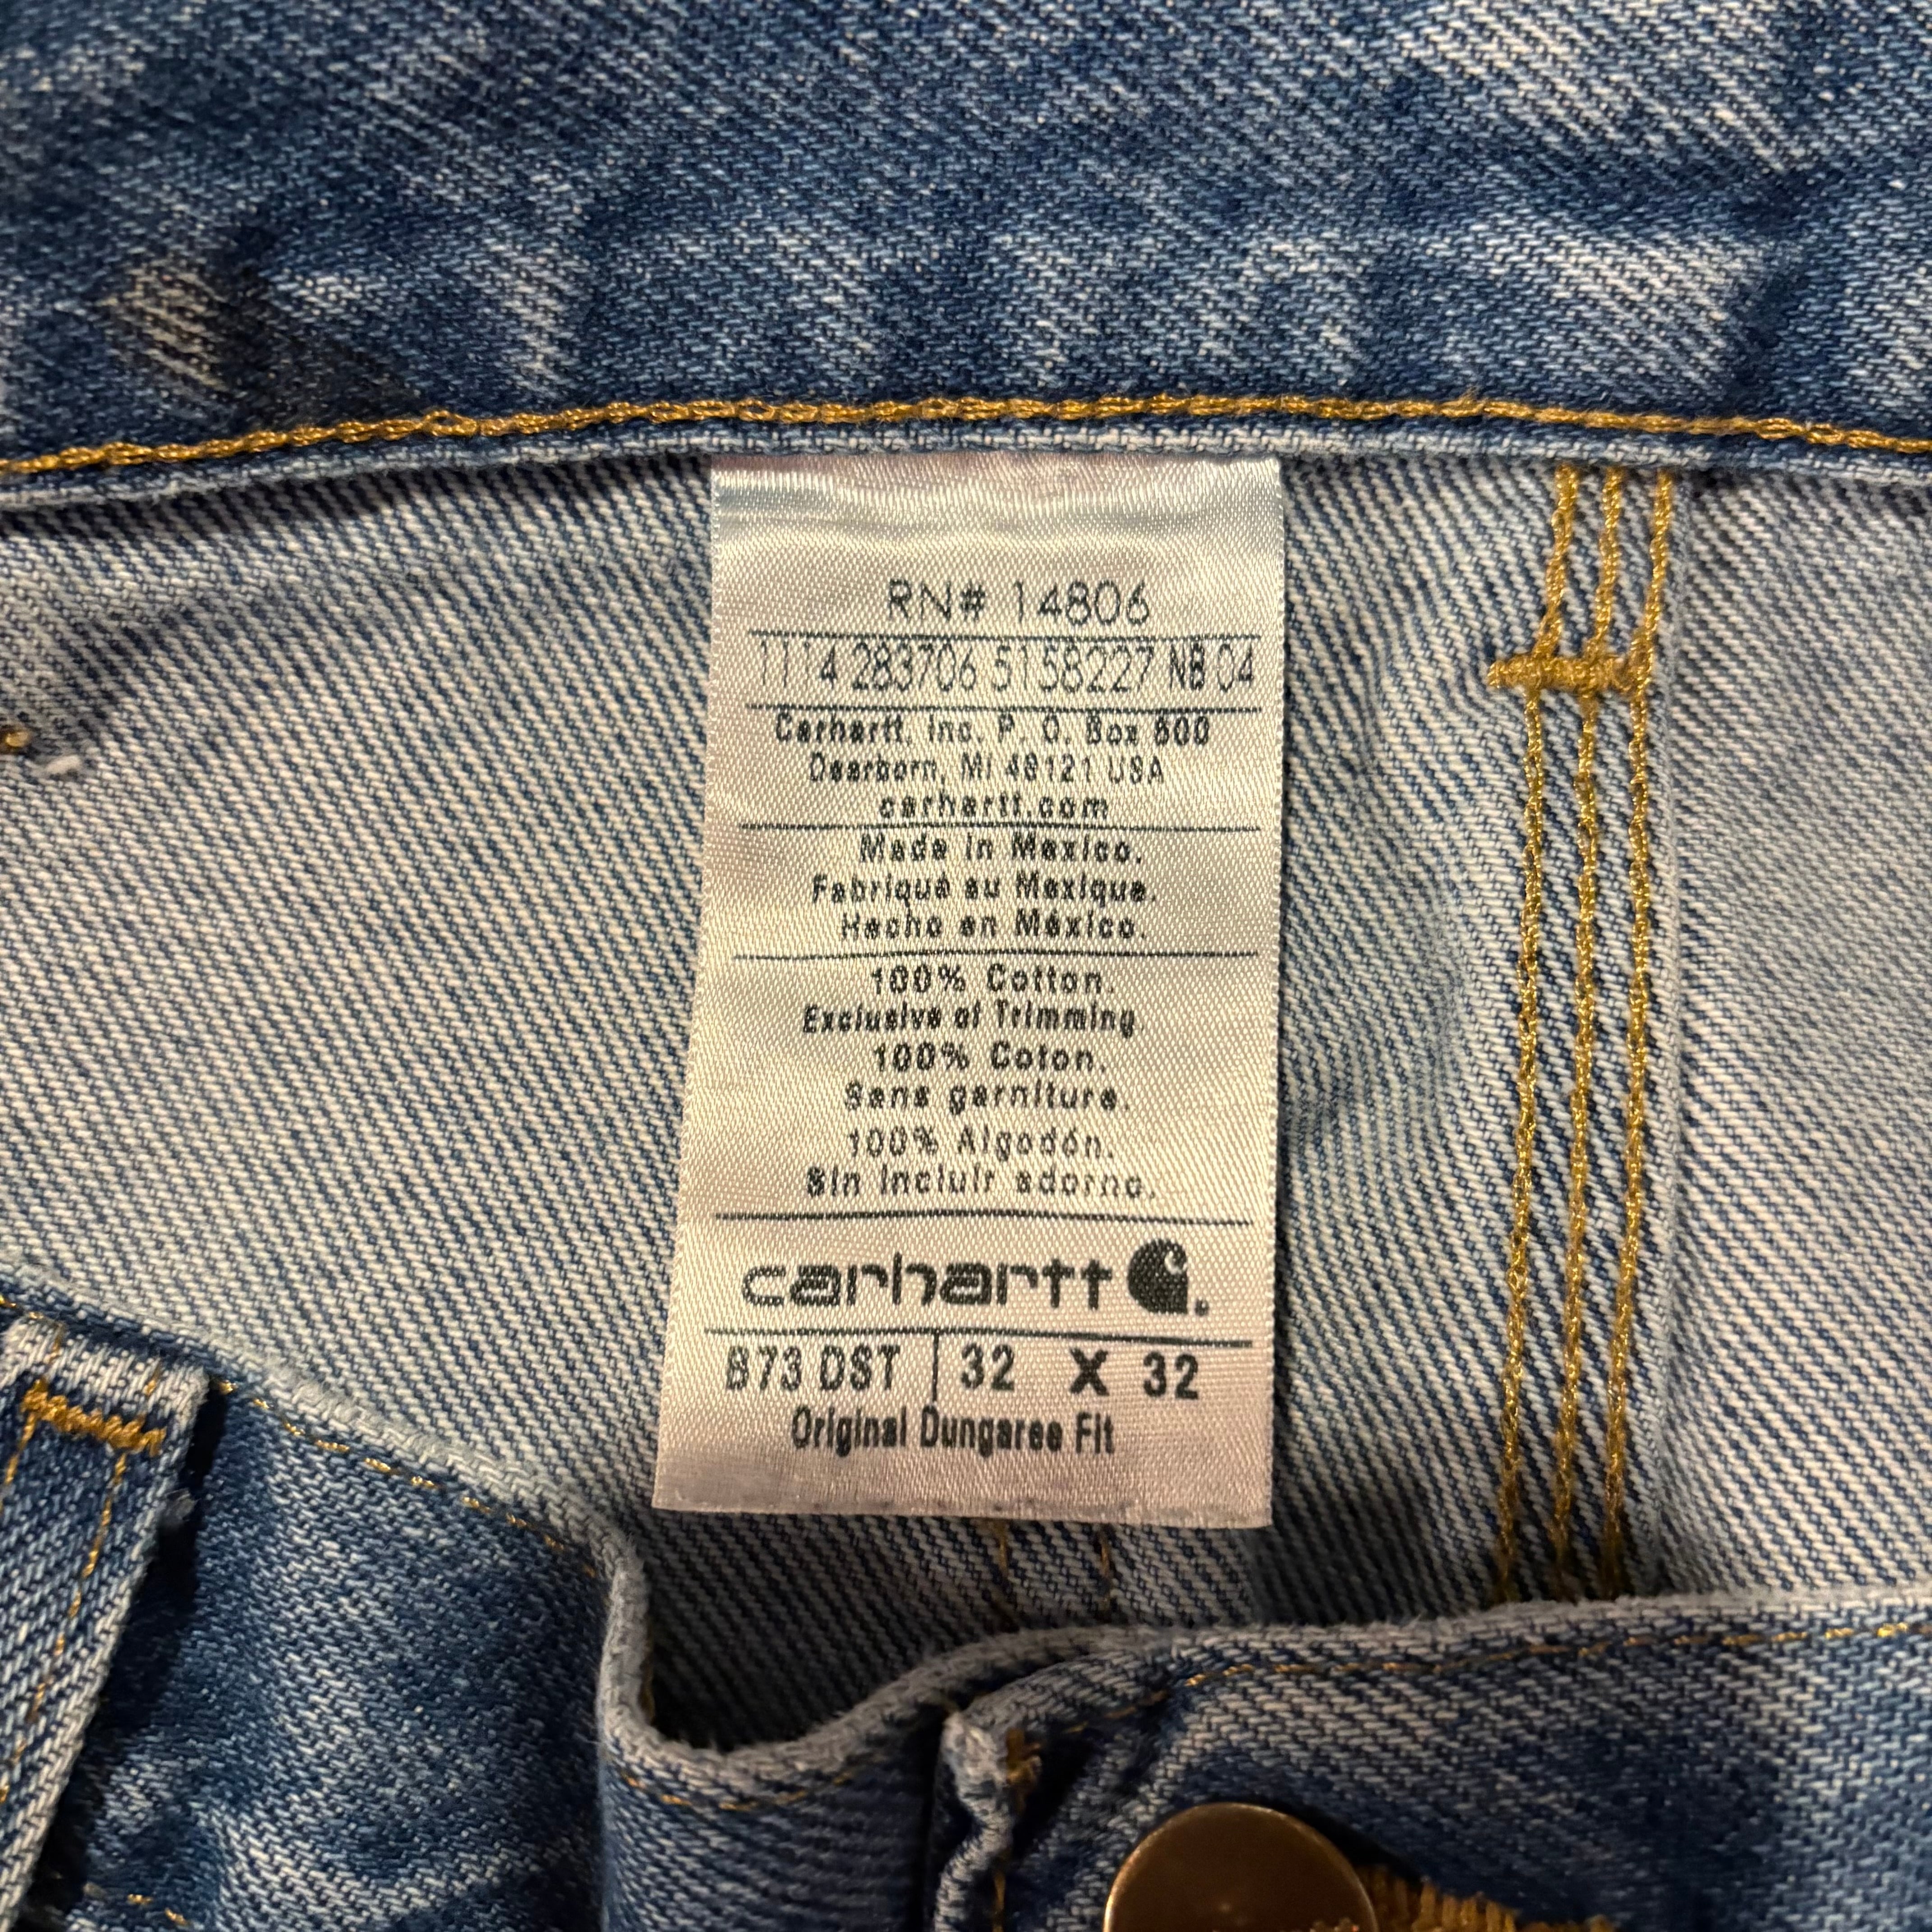 RN# 14806
1114 283706 5158227 NB 04
Carhartt, Inc. P. O. Box 600
Dearborn, MI 48121 USA
carhartt.com
Made in Mexico.
Fabriqué au Mexique.
Hecho en México.
100% Cotton.
Exclusive of Trimming.
100% Coton.
Sans garniture.
100% Algodón.
Sin incluir adorno.
carhartt
B73 DST 32 X 32
Original Dungaree Fit